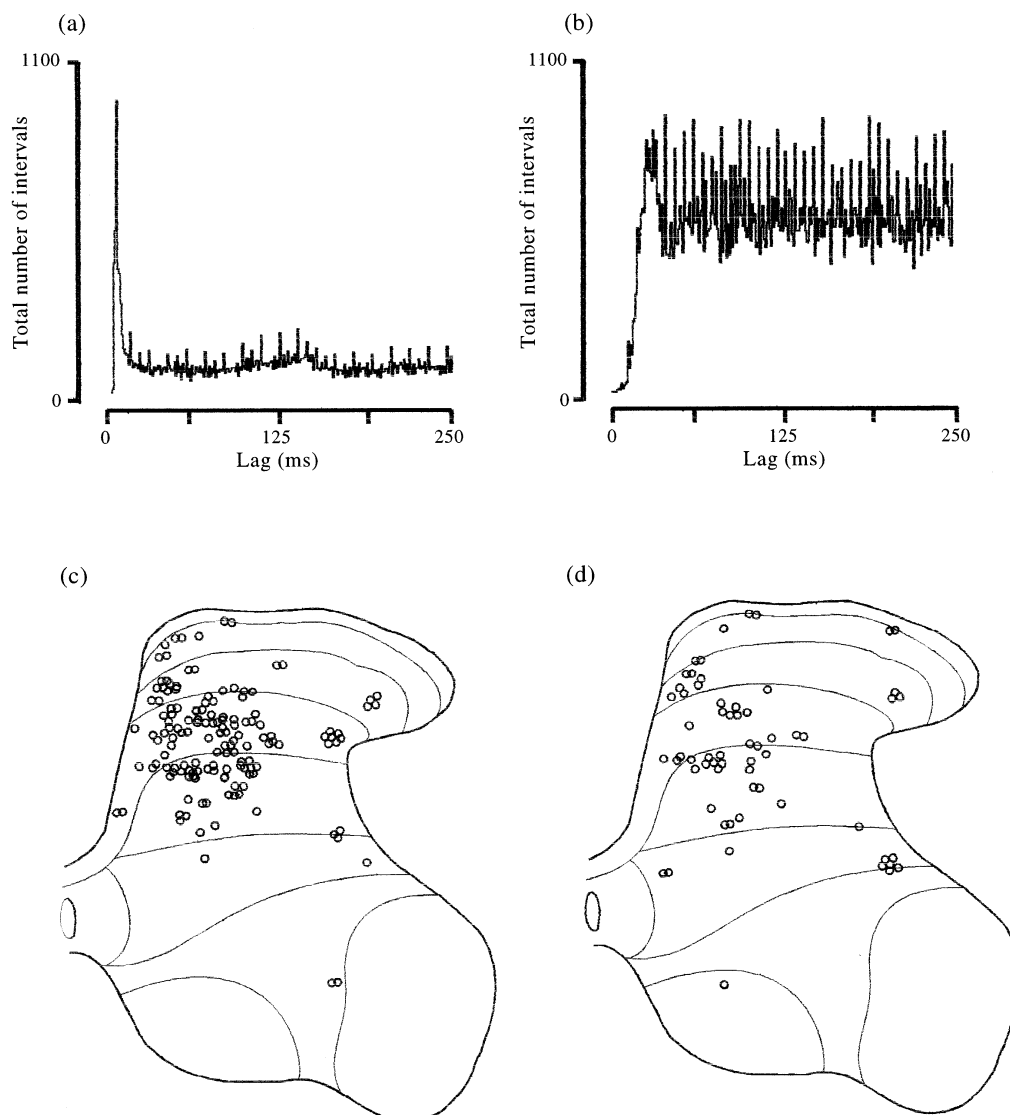 (a)
1100
Total number of intervals
0
0
125
250
Lag (ms)
(b)
1100
Total number of intervals
0
0
125
250
Lag (ms)
(c)
(d)